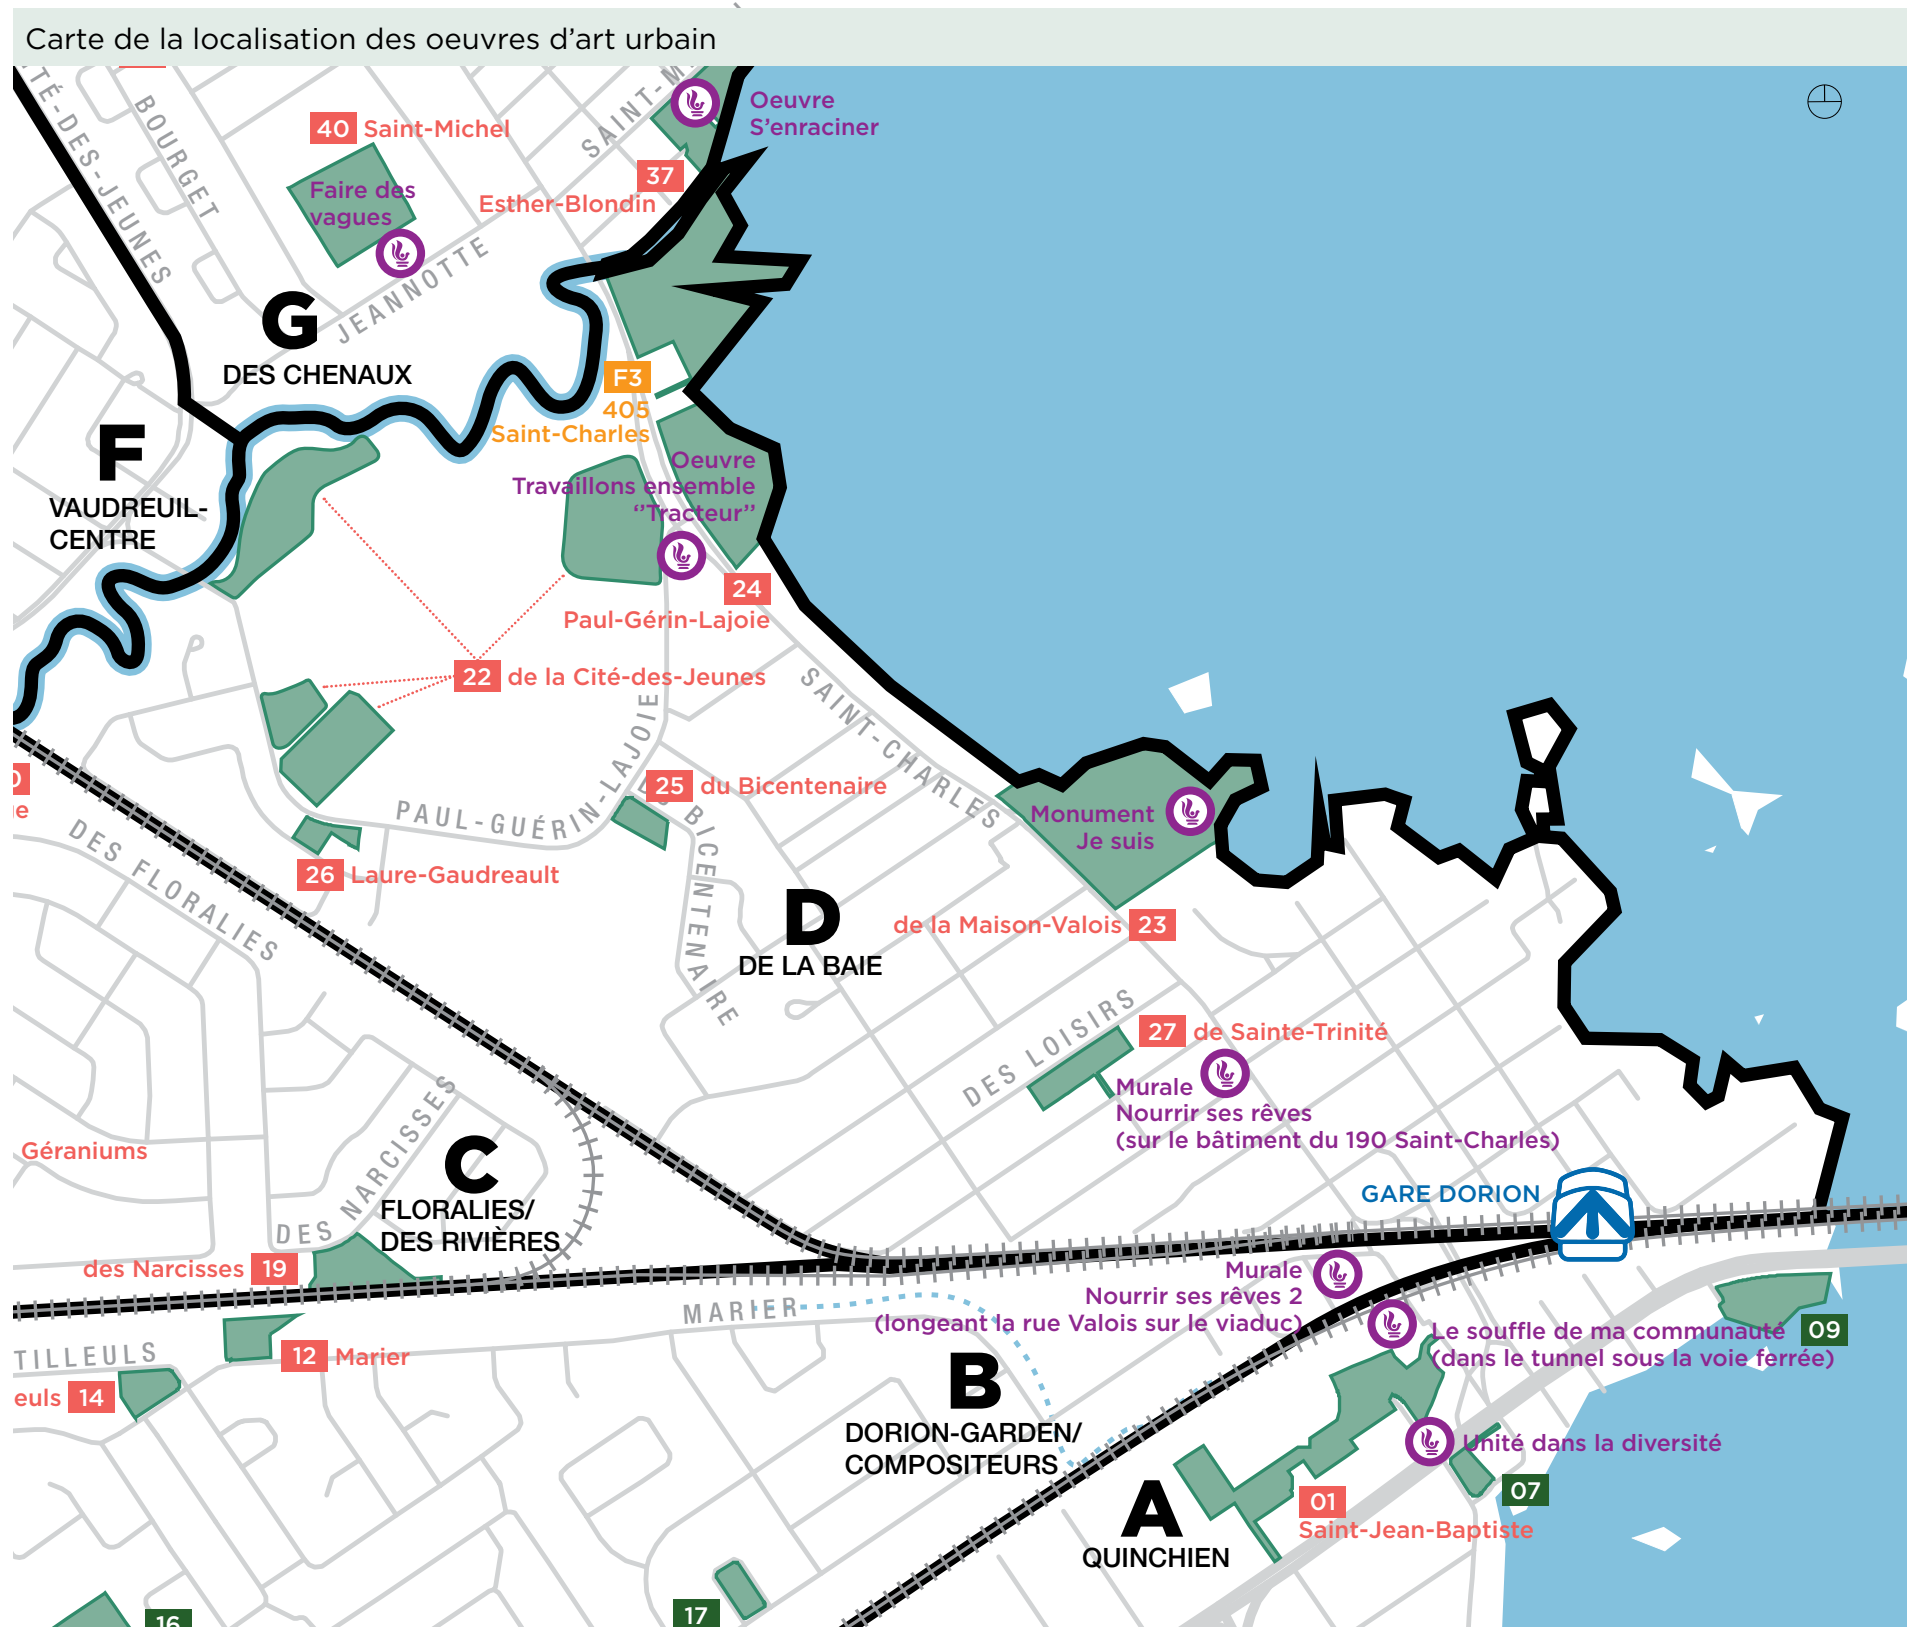 Carte de la localisation des oeuvres d'art urbain
TÉ-DES-JEUNES
BOURGET
SAINT-M
Oeuvre
S'enraciner
40 Saint-Michel
37
Esther-Blondin
Faire des
vagues
JEANNOTTE
G
DES CHENAUX
F3
405
Saint-Charles
F
VAUDREUIL-
CENTRE
Oeuvre
Travaillons ensemble
‘’Tracteur’’
24
Paul-Gérin-Lajoie
22 de la Cité-des-Jeunes
SAINT-CHARLES
25 du Bicentenaire
DU BICENTENAIRE
PAUL-GUÉRIN-LAJOIE
0
e
DES FLORALIES
26 Laure-Gaudreault
Monument
Je suis
de la Maison-Valois 23
D
DE LA BAIE
DES LOISIRS
27 de Sainte-Trinité
Murale
Nourrir ses rêves
(sur le bâtiment du 190 Saint-Charles)
Géraniums
DES NARCISSES
C
FLORALIES/
DES RIVIÈRES
GARE DORION
des Narcisses 19
Murale
Nourrir ses rêves 2
(longeant la rue Valois sur le viaduc)
MARIER
Le souffle de ma communauté
(dans le tunnel sous la voie ferrée)
09
TILLEULS
12 Marier
euls 14
B
DORION-GARDEN/
COMPOSITEURS
Unité dans la diversité
07
A
QUINCHIEN
01
Saint-Jean-Baptiste
16
17